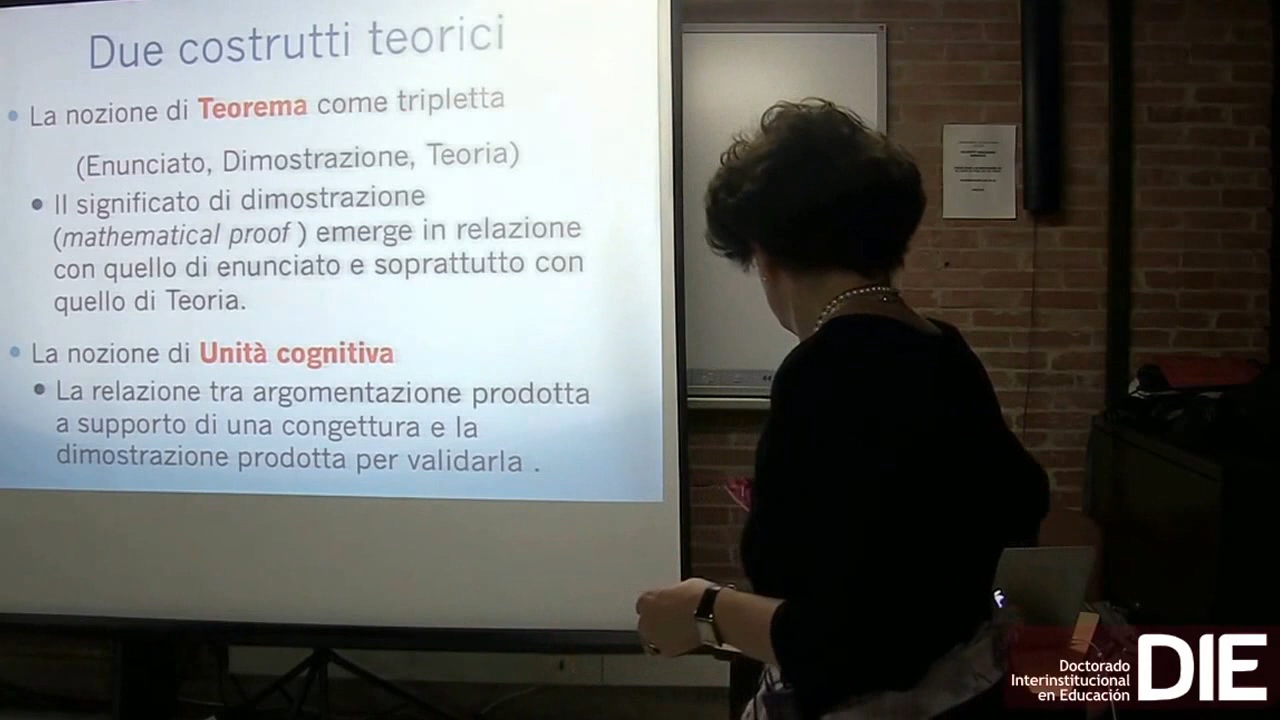 Due costrutti teorici
La nozione di Teorema come tripletta
(Enunciato, Dimostrazione, Teoria)
Il significato di dimostrazione
(mathematical proof ) emerge in relazione
con quello di enunciato e soprattutto con
quello di Teoria.
La nozione di Unità cognitiva
La relazione tra argomentazione prodotta
a supporto di una congettura e la
dimostrazione prodotta per validarla .
Doctorado
Interinstitucional
en Educación
DIE